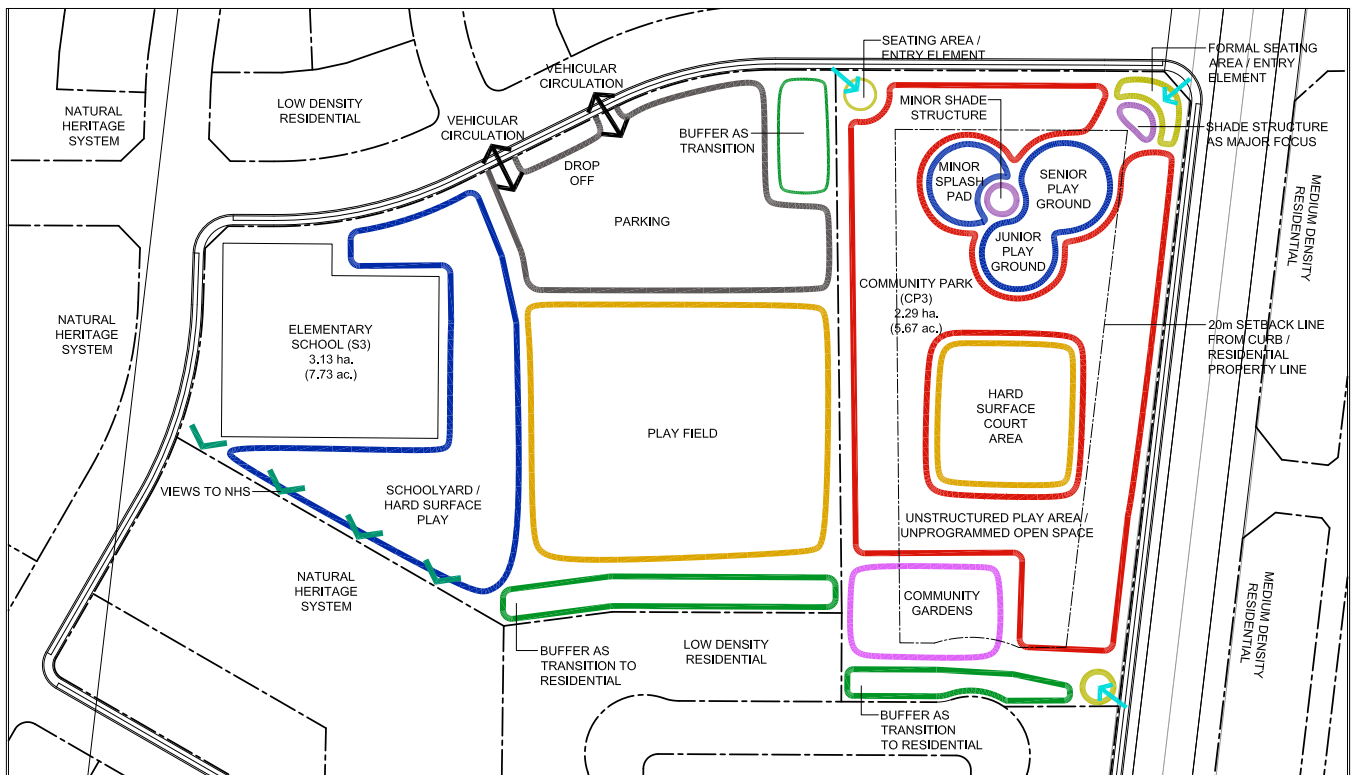 SEATING AREA /
ENTRY ELEMENT
FORMAL SEATING
AREA / ENTRY
ELEMENT
VEHICULAR
CIRCULATION
NATURAL
HERITAGE
SYSTEM
LOW DENSITY
RESIDENTIAL
VEHICULAR
CIRCULATION
MINOR SHADE
STRUCTURE
BUFFER AS
TRANSITION
SHADE STRUCTURE
AS MAJOR FOCUS
DROP
OFF
MINOR
SPLASH
PAD
SENIOR
PLAY
GROUND
MEDIUM DENSITY
RESIDENTIAL
PARKING
JUNIOR
PLAY
GROUND
COMMUNITY PARK
(CP3)
2.29 ha.
(5.67 ac.)
NATURAL
HERITAGE
SYSTEM
ELEMENTARY
SCHOOL (S3)
3.13 ha.
(7.73 ac.)
20m SETBACK LINE
FROM CURB /
RESIDENTIAL
PROPERTY LINE
HARD
SURFACE
COURT
AREA
PLAY FIELD
VIEWS TO NHS
SCHOOLYARD /
HARD SURFACE
PLAY
UNSTRUCTURED PLAY AREA /
UNPROGRAMMED OPEN SPACE
NATURAL
HERITAGE
SYSTEM
COMMUNITY
GARDENS
MEDIUM DENSITY
RESIDENTIAL
BUFFER AS
TRANSITION TO
RESIDENTIAL
LOW DENSITY
RESIDENTIAL
BUFFER AS
TRANSITION
TO RESIDENTIAL